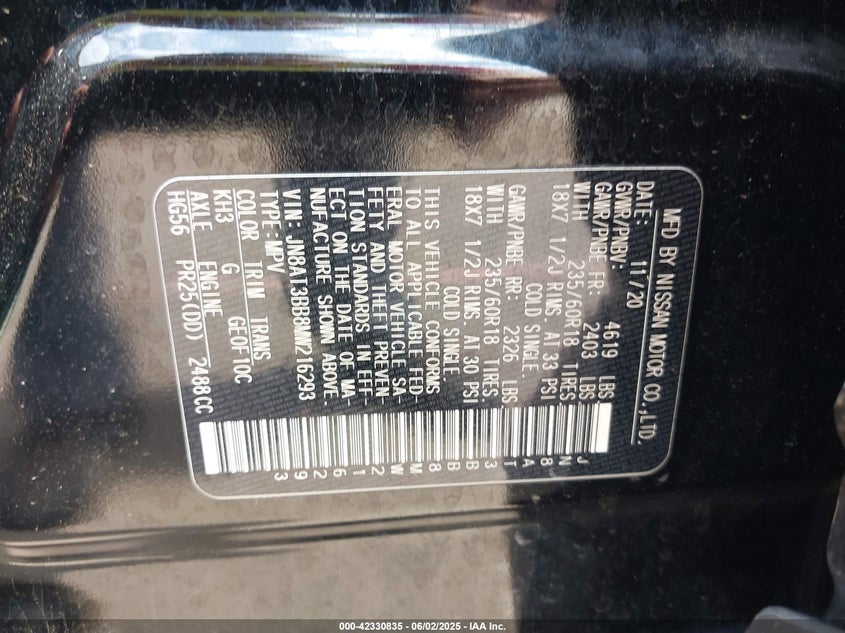 MFD BY NISSAN MOTOR CO.,LTD.
DATE: 11/20
GVWR/PNBV: 4619 LBS
GAWR/PNBE FR: 2403 LBS
WITH 235/60R18 TIRES
18X7 1/2J RIMS. AT 33 PSI
COLD SINGLE.
GAWR/PNBE RR: 2326 LBS
WITH 235/60R18 TIRES
18X7 1/2J RIMS. AT 30 PSI
COLD SINGLE.
THIS VEHICLE CONFORMS
TO ALL APPLICABLE FED-
ERAL MOTOR VEHICLE SA-
FETY AND THEFT PREVEN-
TION STANDARDS IN EFF-
ECT ON THE DATE OF MA-
NUFACTURE SHOWN ABOVE.
VIN: JN8AT3BB8MW216293
TYPE:MPV
COLOR TRIM TRANS
KH3 G GE0F10C
AXLE ENGINE
HG56 PR25(DD) 2488CC
JN8AT3BB8MW216293
000-42330835 - 06/02/2025 - IAA Inc.